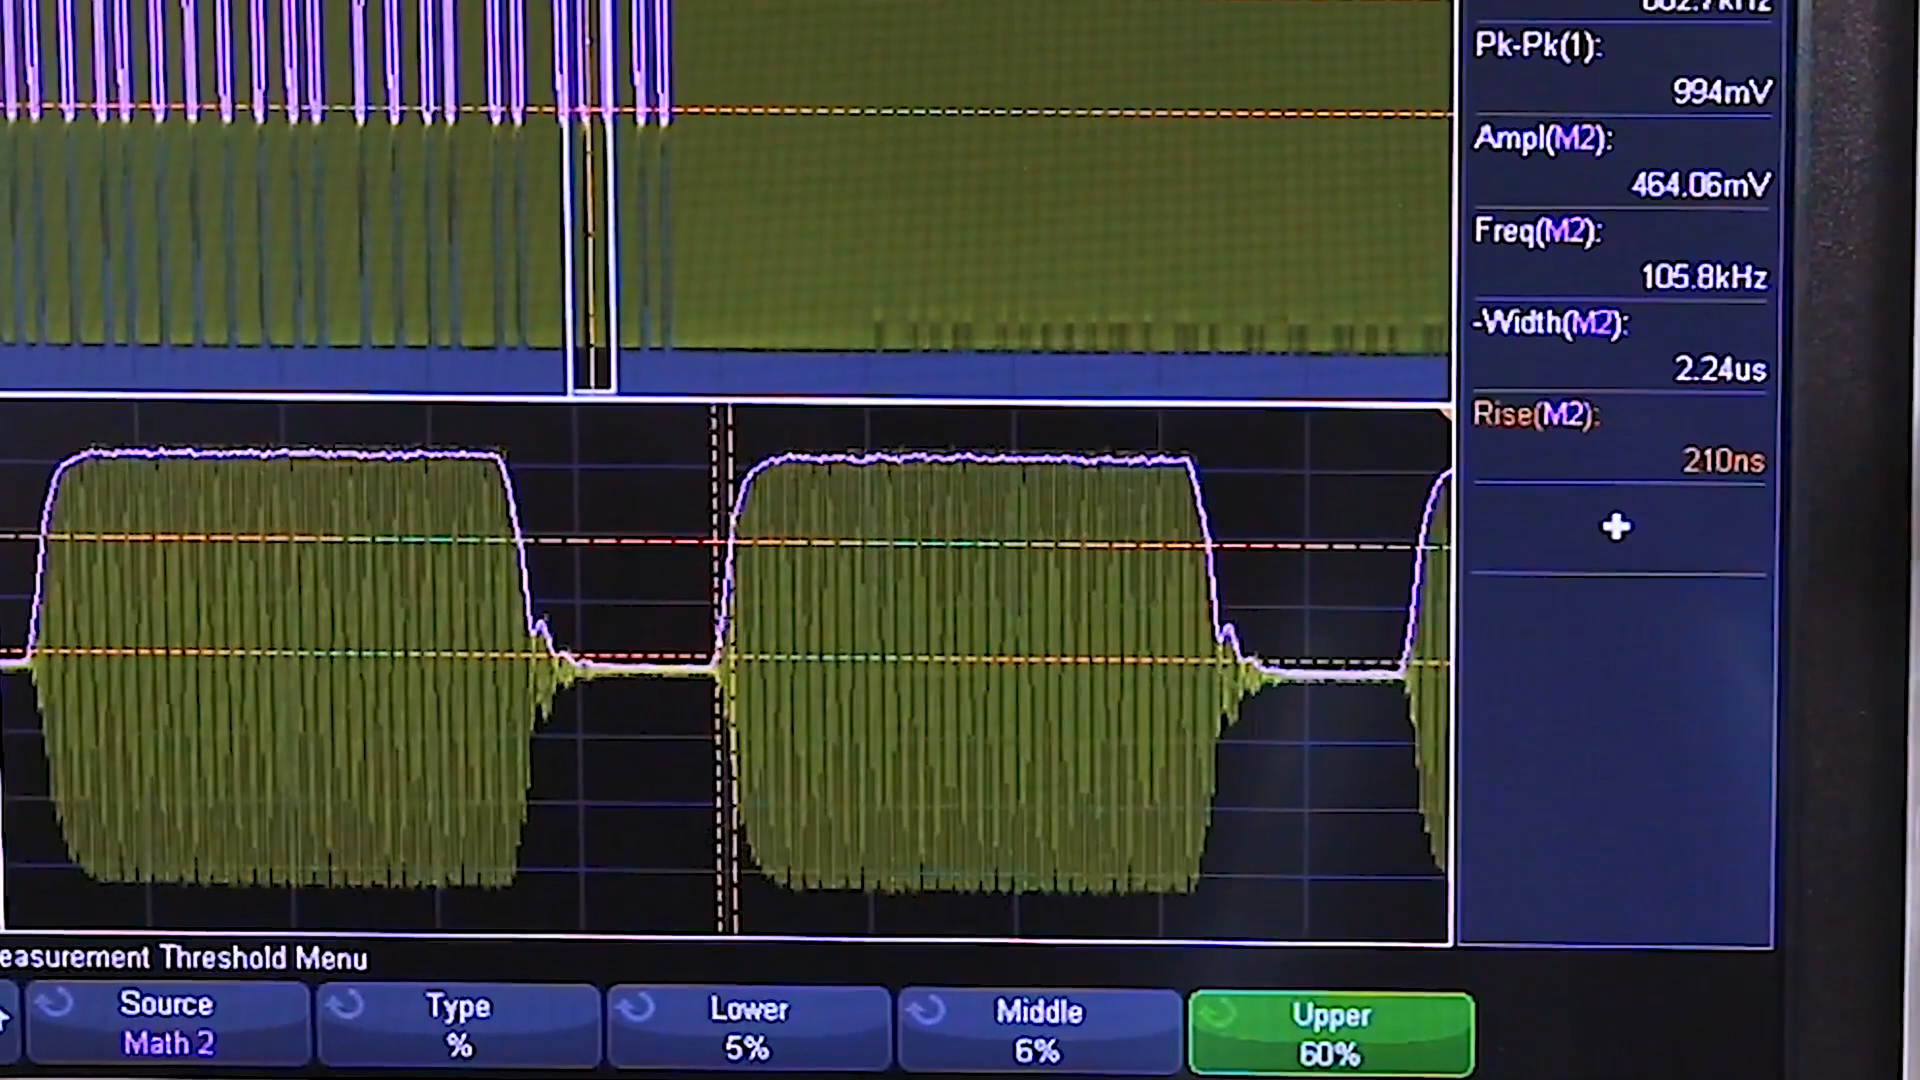 Pk-Pk(1):
994mV
Ampl(M2):
464.06mV
Freq(M2):
105.8kHz
-Width(M2):
2.24us
Rise(M2):
210ns
easurement Threshold Menu
Source
Math 2
Type
%
Lower
5%
Middle
6%
Upper
60%